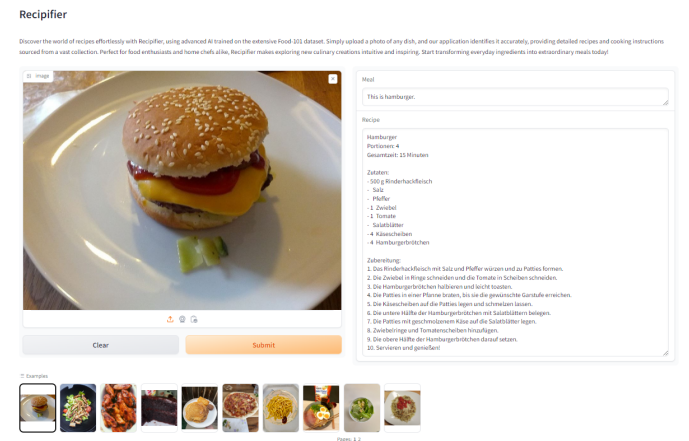 Recipifier
Discover the world of recipes effortlessly with Recipifier, using advanced AI trained on the extensive Food-101 dataset. Simply upload a photo of any dish, and our application identifies it accurately, providing detailed recipes and cooking instructions
sourced from a vast collection. Perfect for food enthusiasts and home chefs alike, Recipifier makes exploring new culinary creations intuitive and inspiring. Start transforming everyday ingredients into extraordinary meals today!
Image
Meal
This is hamburger.
Recipe
Hamburger
Portionen: 4
Gesamtzeit: 15 Minuten
Zutaten:
- 500 g Rinderhackfleisch
- Salz
- Pfeffer
- 1 Zwiebel
- 1 Tomate
- Salatblätter
- 4 Käsescheiben
- 4 Hamburgerbrötchen
Zubereitung:
1. Das Rinderhackfleisch mit Salz und Pfeffer würzen und zu Patties formen.
2. Die Zwiebel in Ringe schneiden und die Tomate in Scheiben schneiden.
3. Die Hamburgerbrötchen halbieren und leicht toasten.
4. Die Patties in einer Pfanne braten, bis sie die gewünschte Garstufe erreichen.
5. Die Käsescheiben auf die Patties legen und schmelzen lassen.
6. Die untere Hälfte der Hamburgerbrötchen mit Salatblättern belegen.
7. Die Patties mit geschmolzenem Käse auf die Salatblätter legen.
8. Zwiebelringe und Tomatenscheiben hinzufügen.
9. Die obere Hälfte der Hamburgerbrötchen darauf setzen.
10. Servieren und genießen!
Clear
Submit
Examples
Pages: 1 2